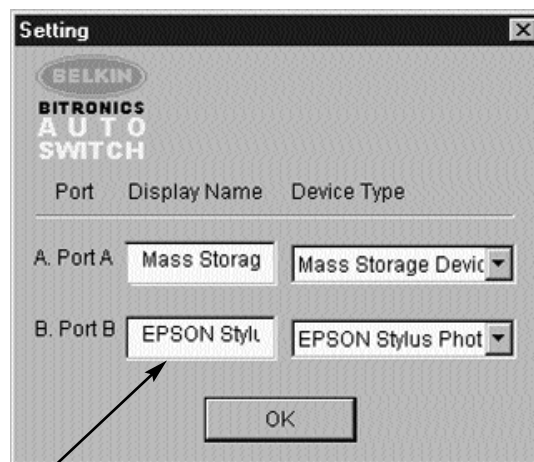 Setting
BELKIN
BITRONICS
AUTO
SWITCH
Port Display Name Device Type
A. Port A Mass Storag Mass Storage Devic
B. Port B EPSON Stylu EPSON Stylus Phot
OK